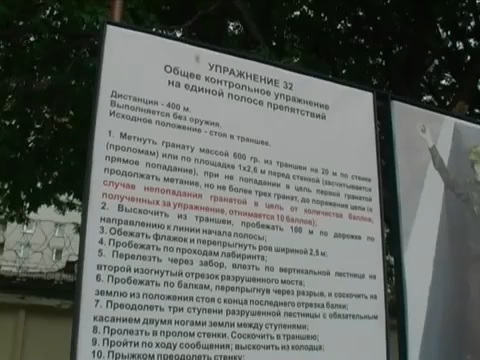 УПРАЖНЕНИЕ 32
Общее контрольное упражнение
на единой полосе препятствий
Дистанция - 400 м.
Выполняется без оружия.
Исходное положение - стоя в траншее.
1. Метнуть гранату массой 600 гр. из траншеи на 20 м по стенке
(проломам) или по площадке 1х2,6 м перед стенкой (засчитывается
прямое попадание), при не попадании в цель первой гранатой
продолжать метание, но не более трех гранат, до поражения цели (в
случае непопадания гранатой в цель от количества баллов,
полученных за упражнение, отнимается 10 баллов);
2. Выскочить из траншеи, пробежать 100 м по дорожке по
направлению к линии начала полосы;
3. Обежать флажок и перепрыгнуть ров шириной 2,5 м;
4. Пробежать по проходам лабиринта;
5. Перелезть через забор, влезть по вертикальной лестнице на
второй изогнутый отрезок разрушенного моста;
6. Пробежать по балкам, перепрыгнув через разрыв, и соскочить на
землю из положения стоя с конца последнего отрезка балки;
7. Преодолеть три ступени разрушенной лестницы с обязательным
касанием двумя ногами земли между ступенями;
8. Пролезть в пролом стенки. Соскочить в траншею;
9. Пройти по ходу сообщения; выскочить из колодца;
10. Прыжком преодолеть стенку;